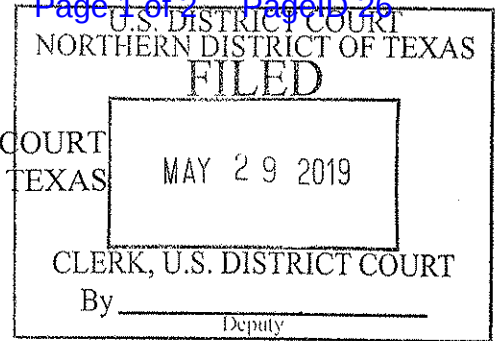 Page 1 of 2 PageID 26
U.S. DISTRICT COURT
NORTHERN DISTRICT OF TEXAS
FILED
COURT
TEXAS
MAY 29 2019
CLERK, U.S. DISTRICT COURT
By
Deputy